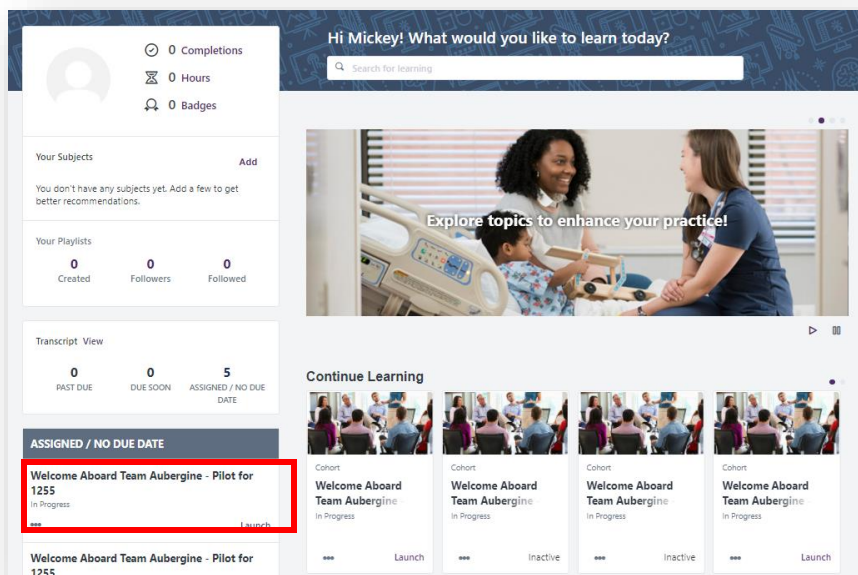 0 Completions
0 Hours
0 Badges
Hi Mickey! What would you like to learn today?
Search for learning
Your Subjects
Add
You don't have any subjects yet. Add a few to get
better recommendations.
Your Playlists
0
Created
0
Followers
0
Followed
Explore topics to enhance your practice!
Transcript View
0
PAST DUE
0
DUE SOON
5
ASSIGNED / NO DUE
DATE
ASSIGNED / NO DUE DATE
Welcome Aboard Team Aubergine - Pilot for
1255
In Progress
Launch
Welcome Aboard Team Aubergine - Pilot for
1255
Continue Learning
Cohort
Welcome Aboard
Team Aubergine -
In Progress
Launch
Cohort
Welcome Aboard
Team Aubergine -
In Progress
Inactive
Cohort
Welcome Aboard
Team Aubergine -
In Progress
Inactive
Cohort
Welcome Aboard
Team Aubergine -
In Progress
Launch